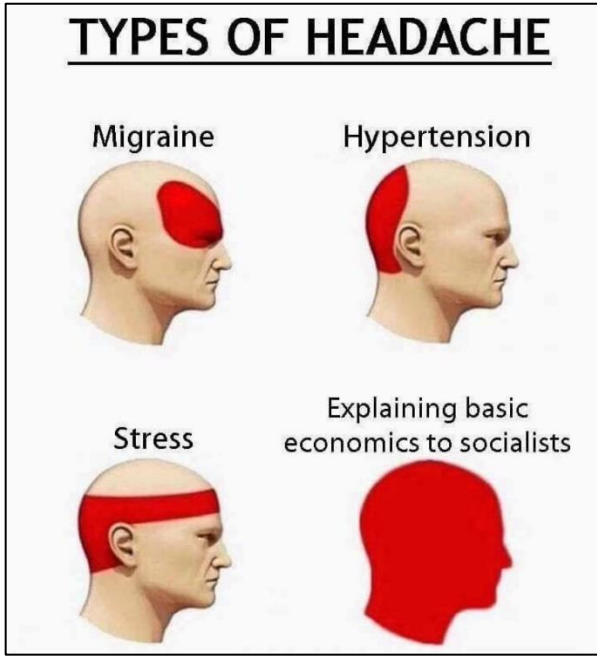 TYPES OF HEADACHE
Migraine
Hypertension
Stress
Explaining basic
economics to socialists